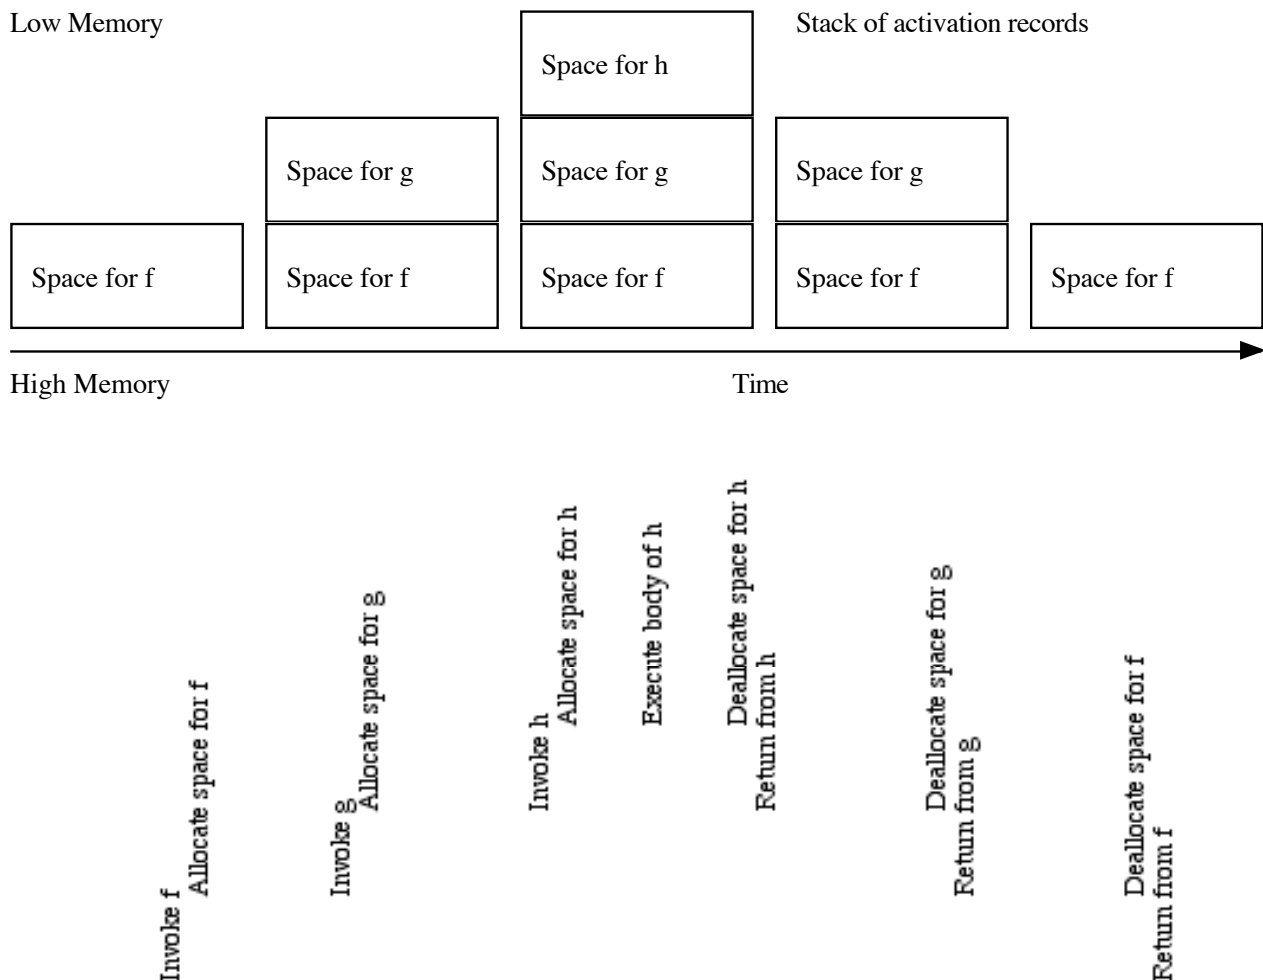 Low Memory
Stack of activation records
Space for h
Space for g
Space for g
Space for g
Space for f
Space for f
Space for f
Space for f
Space for f
High Memory
Time
Invoke f
Allocate space for f
Invoke g
Allocate space for g
Invoke h
Allocate space for h
Execute body of h
Deallocate space for h
Return from h
Deallocate space for g
Return from g
Deallocate space for f
Return from f